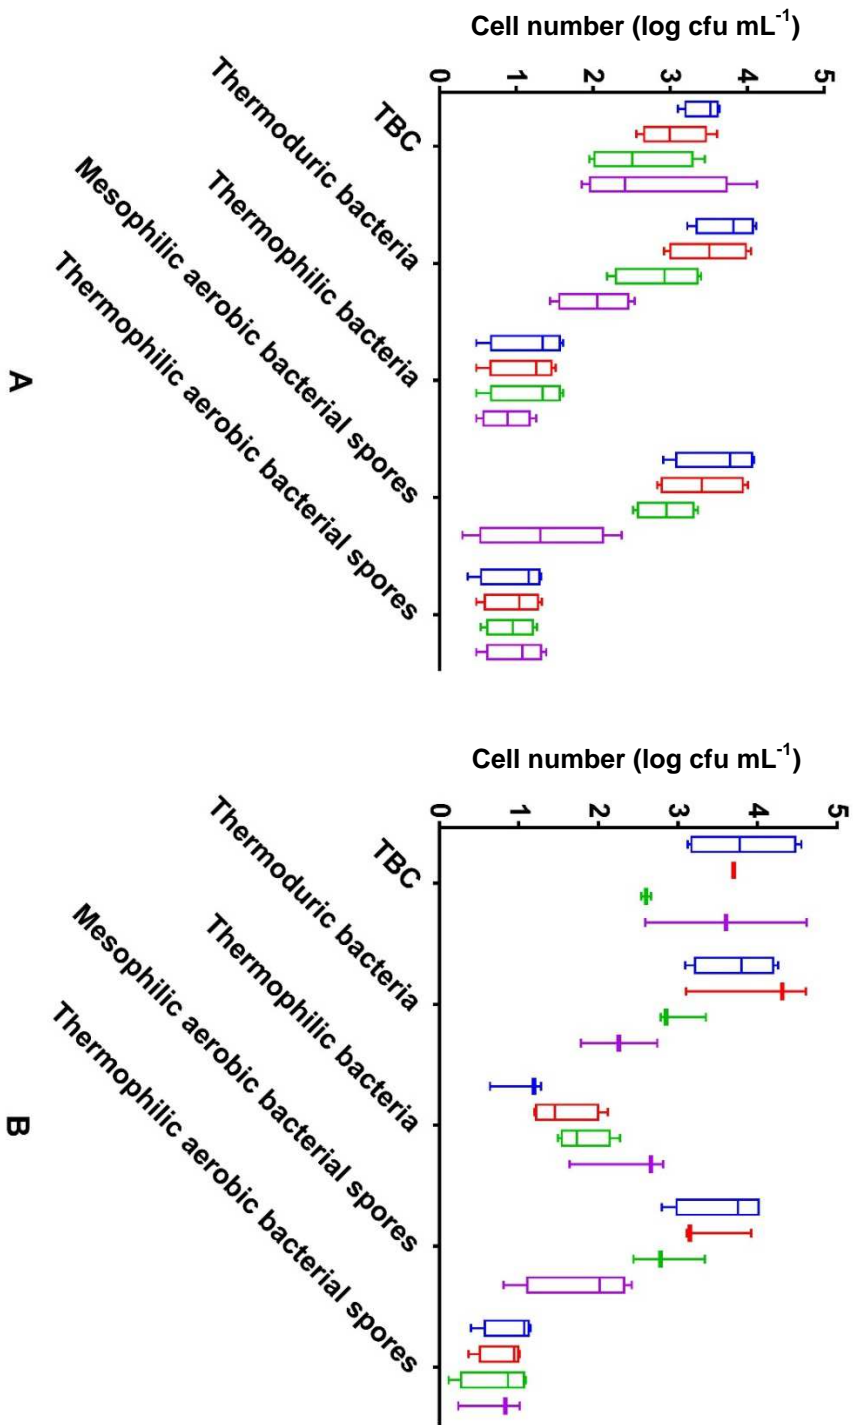 Cell number (log cfu mL-1)
0
1
2
3
4
5
TBC
Thermoduric bacteria
Thermophilic bacteria
Mesophilic aerobic bacterial spores
Thermophilic aerobic bacterial spores
A
Cell number (log cfu mL-1)
0
1
2
3
4
5
TBC
Thermoduric bacteria
Thermophilic bacteria
Mesophilic aerobic bacterial spores
Thermophilic aerobic bacterial spores
B